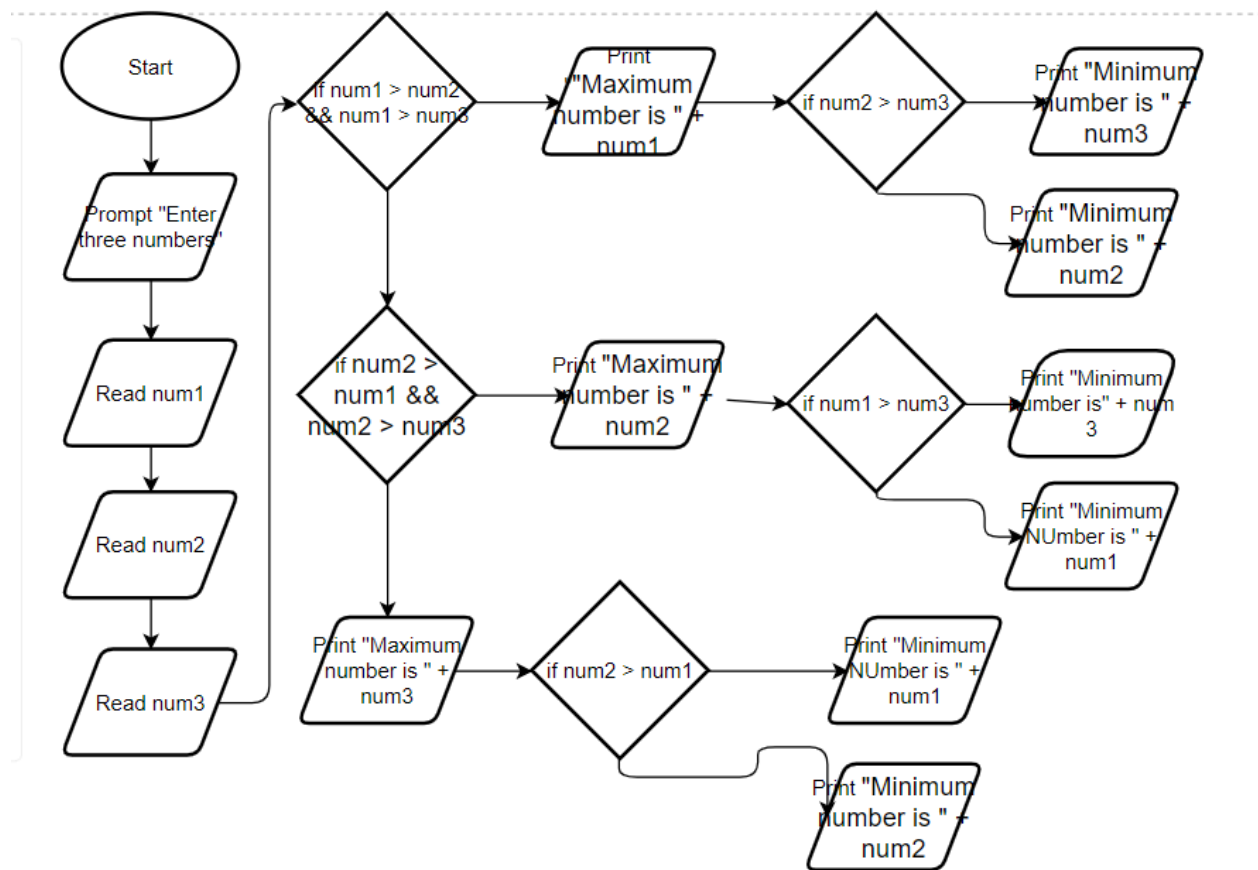 Start
Prompt "Enter
three numbers"
Read num1
Read num2
Read num3
if num1 > num2
&& num1 > num3
Print
'"Maximum
number is " +
num1
if num2 > num3
Print "Minimum
number is " +
num3
Print "Minimum
number is " +
num2
if num2 >
num1 &&
num2 > num3
Print "Maximum
number is " +
num2
if num1 > num3
Print "Minimum
number is" + num
3
Print "Minimum
NUmber is " +
num1
Print "Maximum
number is " +
num3
if num2 > num1
Print "Minimum
NUmber is " +
num1
Print "Minimum
number is " +
num2